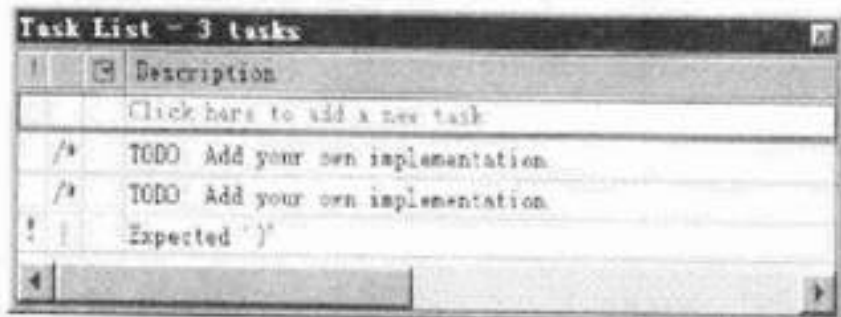 Task List - 3 tasks
! Description
Click here to add a new task
/* TODO Add your own implementation
/* TODO Add your own implementation
! Expected ')'